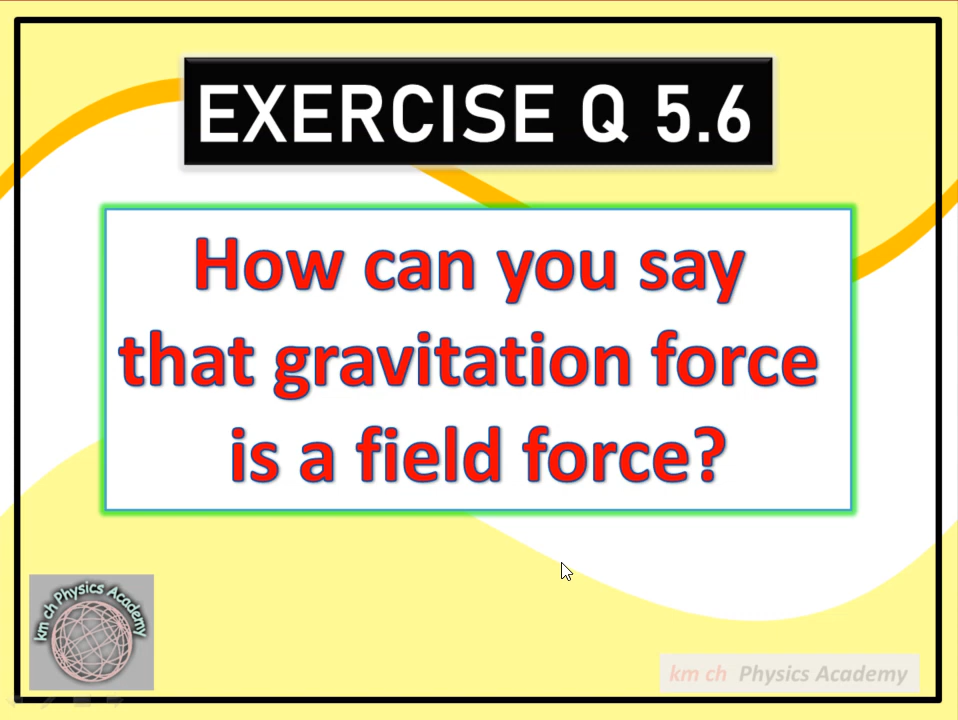 EXERCISE Q 5.6
How can you say
that gravitation force
is a field force?
km ch Physics Academy
km ch Physics Academy